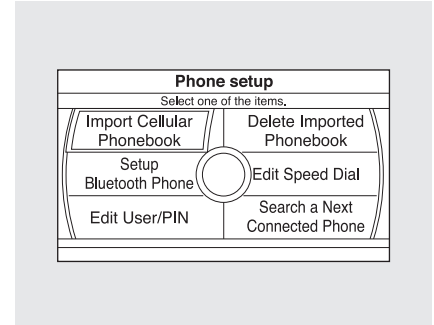 Phone setup
Select one of the items.
Import Cellular
Phonebook
Delete Imported
Phonebook
Setup
Bluetooth Phone
Edit Speed Dial
Edit User/PIN
Search a Next
Connected Phone